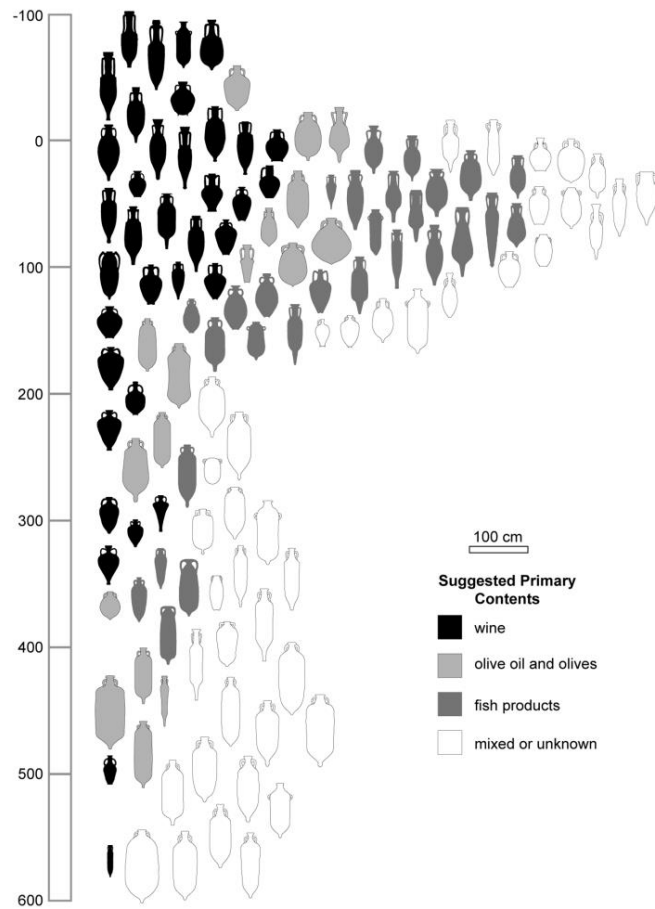 -100
0
100
200
300
400
500
600
100 cm
Suggested Primary
Contents
wine
olive oil and olives
fish products
mixed or unknown